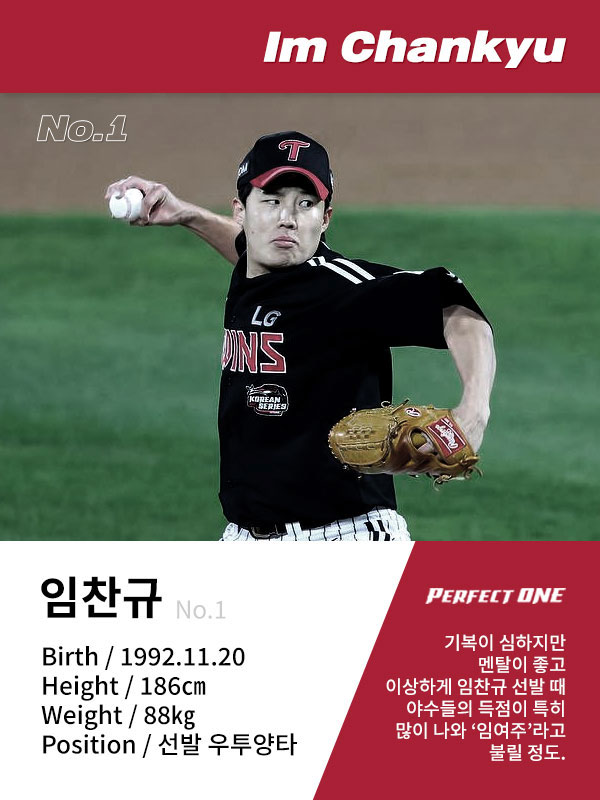 Im Chankyu
No.1
T
LG
WINS
KOREAN
SERIES
Rawlings
임찬규 No.1
Birth / 1992.11.20
Height / 186㎝
Weight / 88㎏
Position / 선발 우투양타
PERFECT ONE
기복이 심하지만
멘탈이 좋고
이상하게 임찬규 선발 때
야수들의 득점이 특히
많이 나와 ‘임여주’라고
불릴 정도.